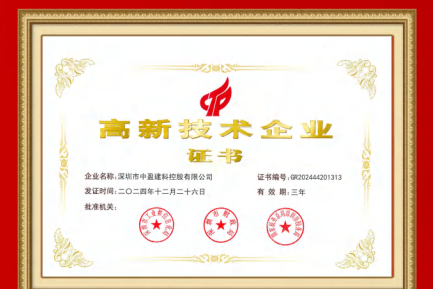 高新技术企业
证书
企业名称:深圳市中盈建科控股有限公司 证书编号:GR202444201313
发证时间:二〇二四年十二月二十六日 有 效 期:三年
批准机关: